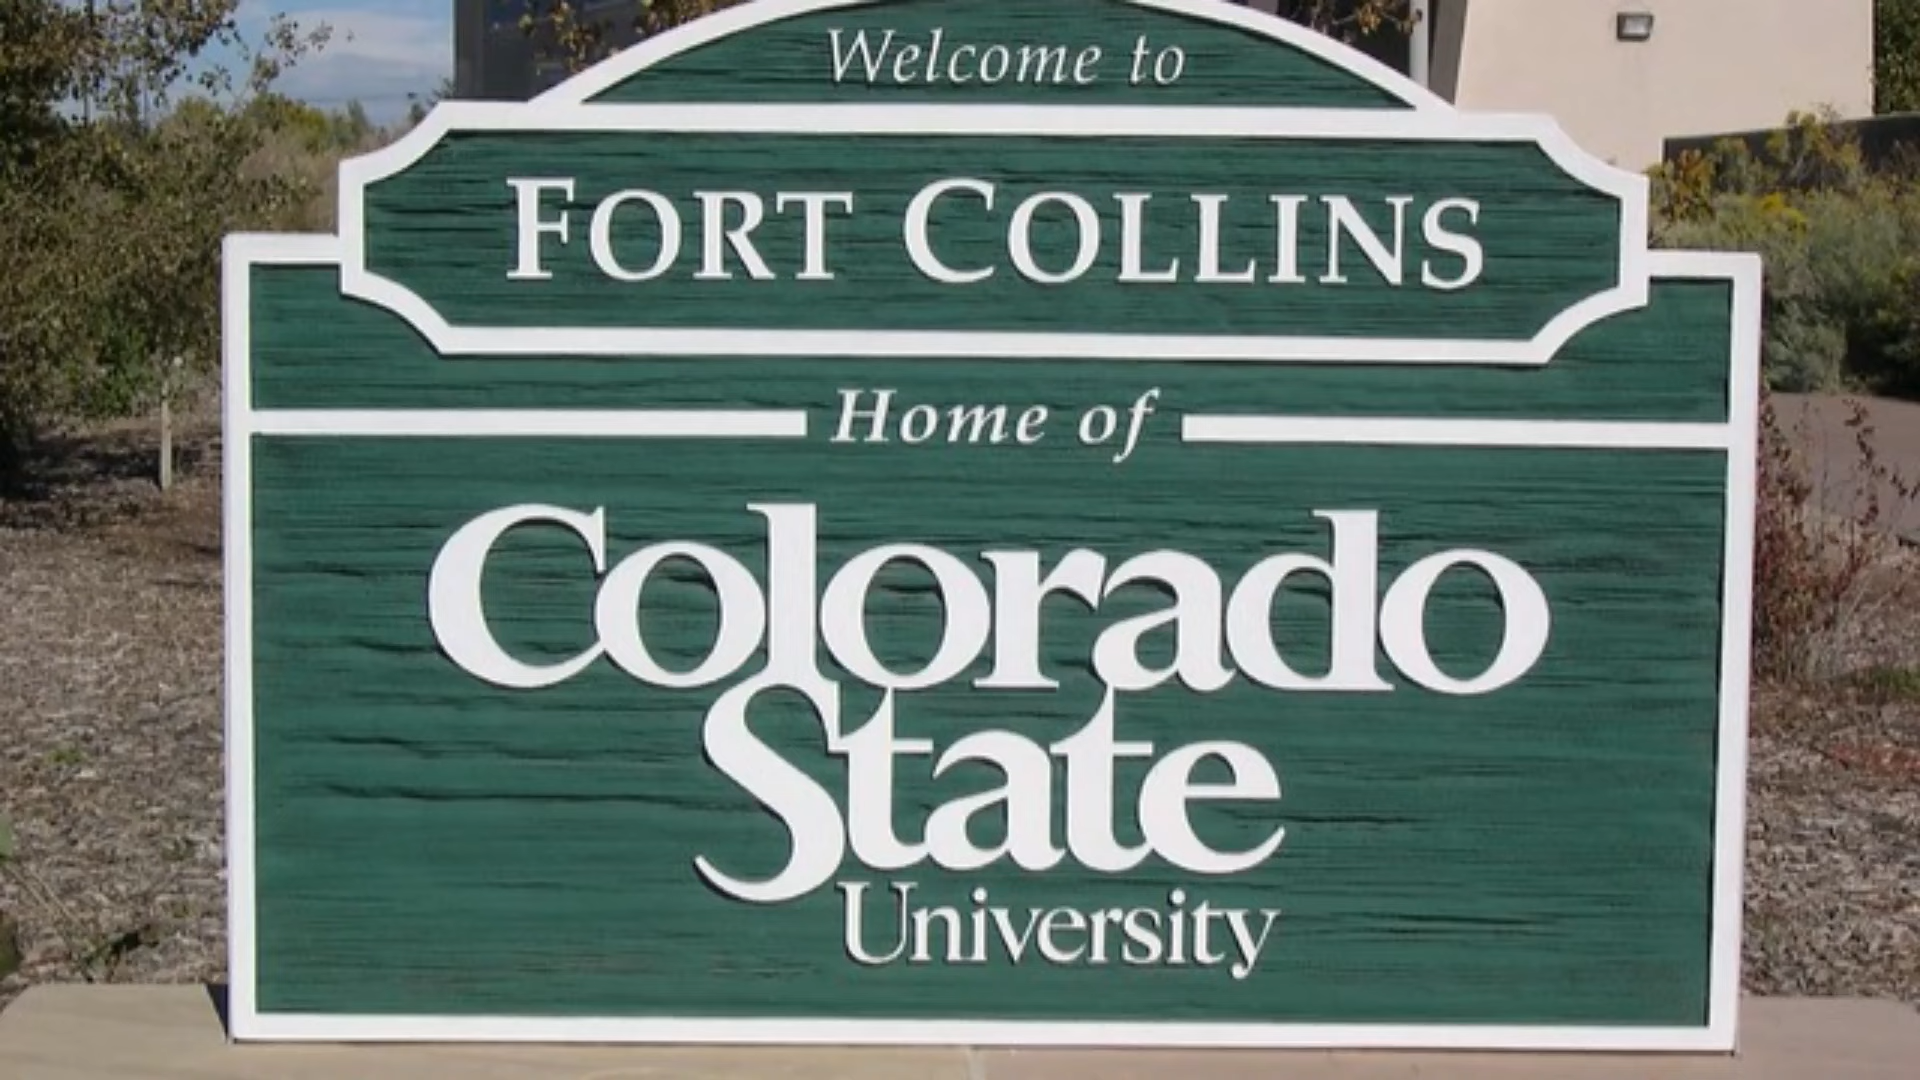 Welcome to
FORT COLLINS
Home of
Colorado
State
University